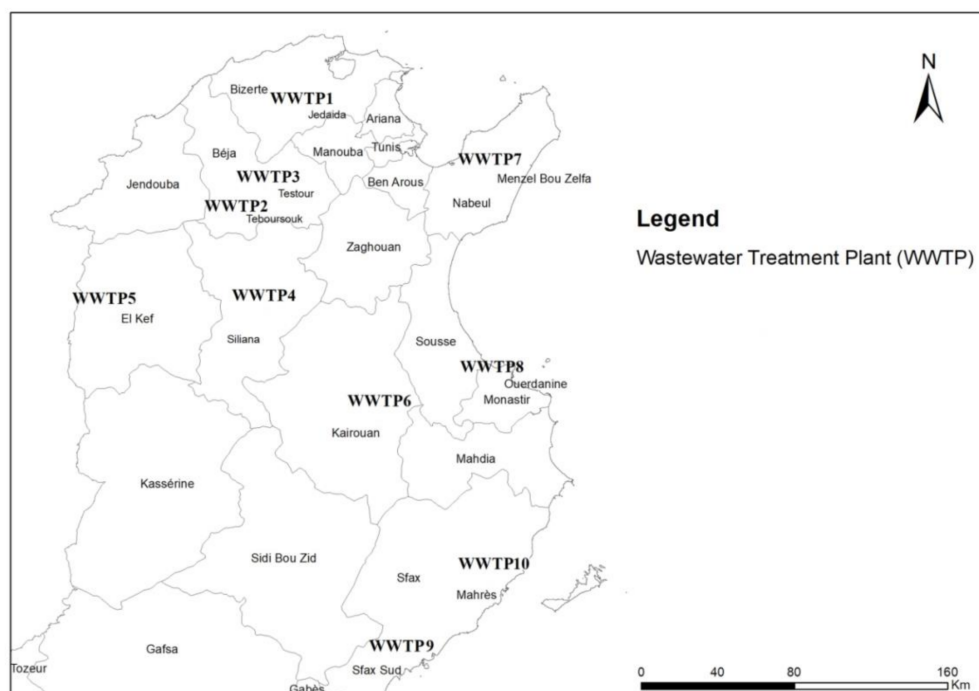 N
Bizerte
WWTP1
Jedaida
Ariana
Béja
Manouba
Tunis
WWTP7
WWTP3
Jendouba
Testour
Ben Arous
Menzel Bou Zelfa
WWTP2
Teboursouk
Nabeul
Legend
Zaghouan
Wastewater Treatment Plant (WWTP)
WWTP5
WWTP4
El Kef
Siliana
Sousse
WWTP8
Ouerdanine
WWTP6
Monastir
Kairouan
Mahdia
Kassérine
Sidi Bou Zid
WWTP10
Sfax
Mahrès
WWTP9
Gafsa
Tozeur
Sfax Sud
Gabès
0 40 80 160
Km